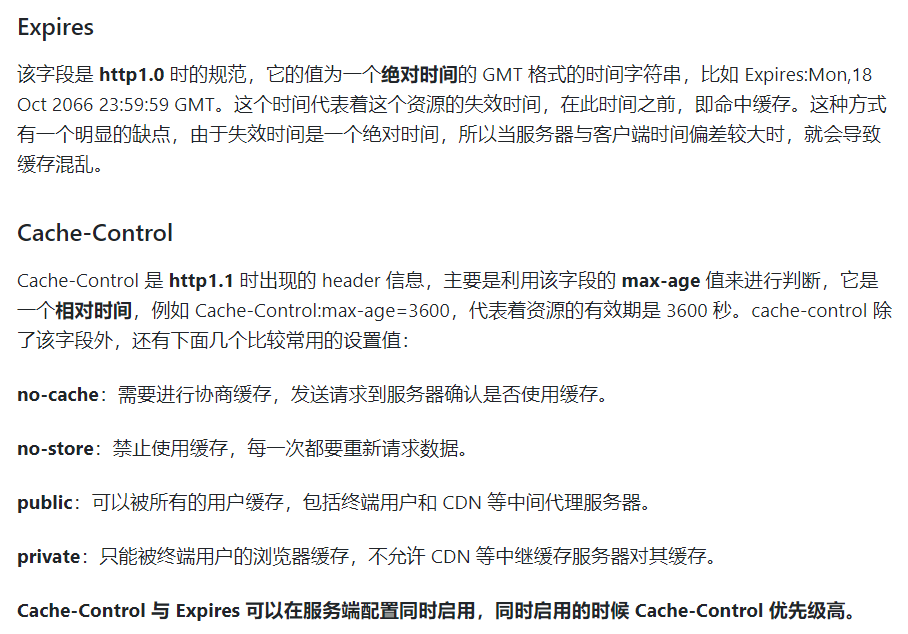 Expires
该字段是 http1.0 时的规范，它的值为一个绝对时间的 GMT 格式的时间字符串，比如 Expires:Mon,18
Oct 2066 23:59:59 GMT。这个时间代表着这个资源的失效时间，在此时间之前，即命中缓存。这种方式
有一个明显的缺点，由于失效时间是一个绝对时间，所以当服务器与客户端时间偏差较大时，就会导致
缓存混乱。
Cache-Control
Cache-Control 是 http1.1 时出现的 header 信息，主要是利用该字段的 max-age 值来进行判断，它是
一个相对时间，例如 Cache-Control:max-age=3600，代表着资源的有效期是 3600 秒。cache-control 除
了该字段外，还有下面几个比较常用的设置值：
no-cache：需要进行协商缓存，发送请求到服务器确认是否使用缓存。
no-store：禁止使用缓存，每一次都要重新请求数据。
public：可以被所有的用户缓存，包括终端用户和 CDN 等中间代理服务器。
private：只能被终端用户的浏览器缓存，不允许 CDN 等中继缓存服务器对其缓存。
Cache-Control 与 Expires 可以在服务端配置同时启用，同时启用的时候 Cache-Control 优先级高。